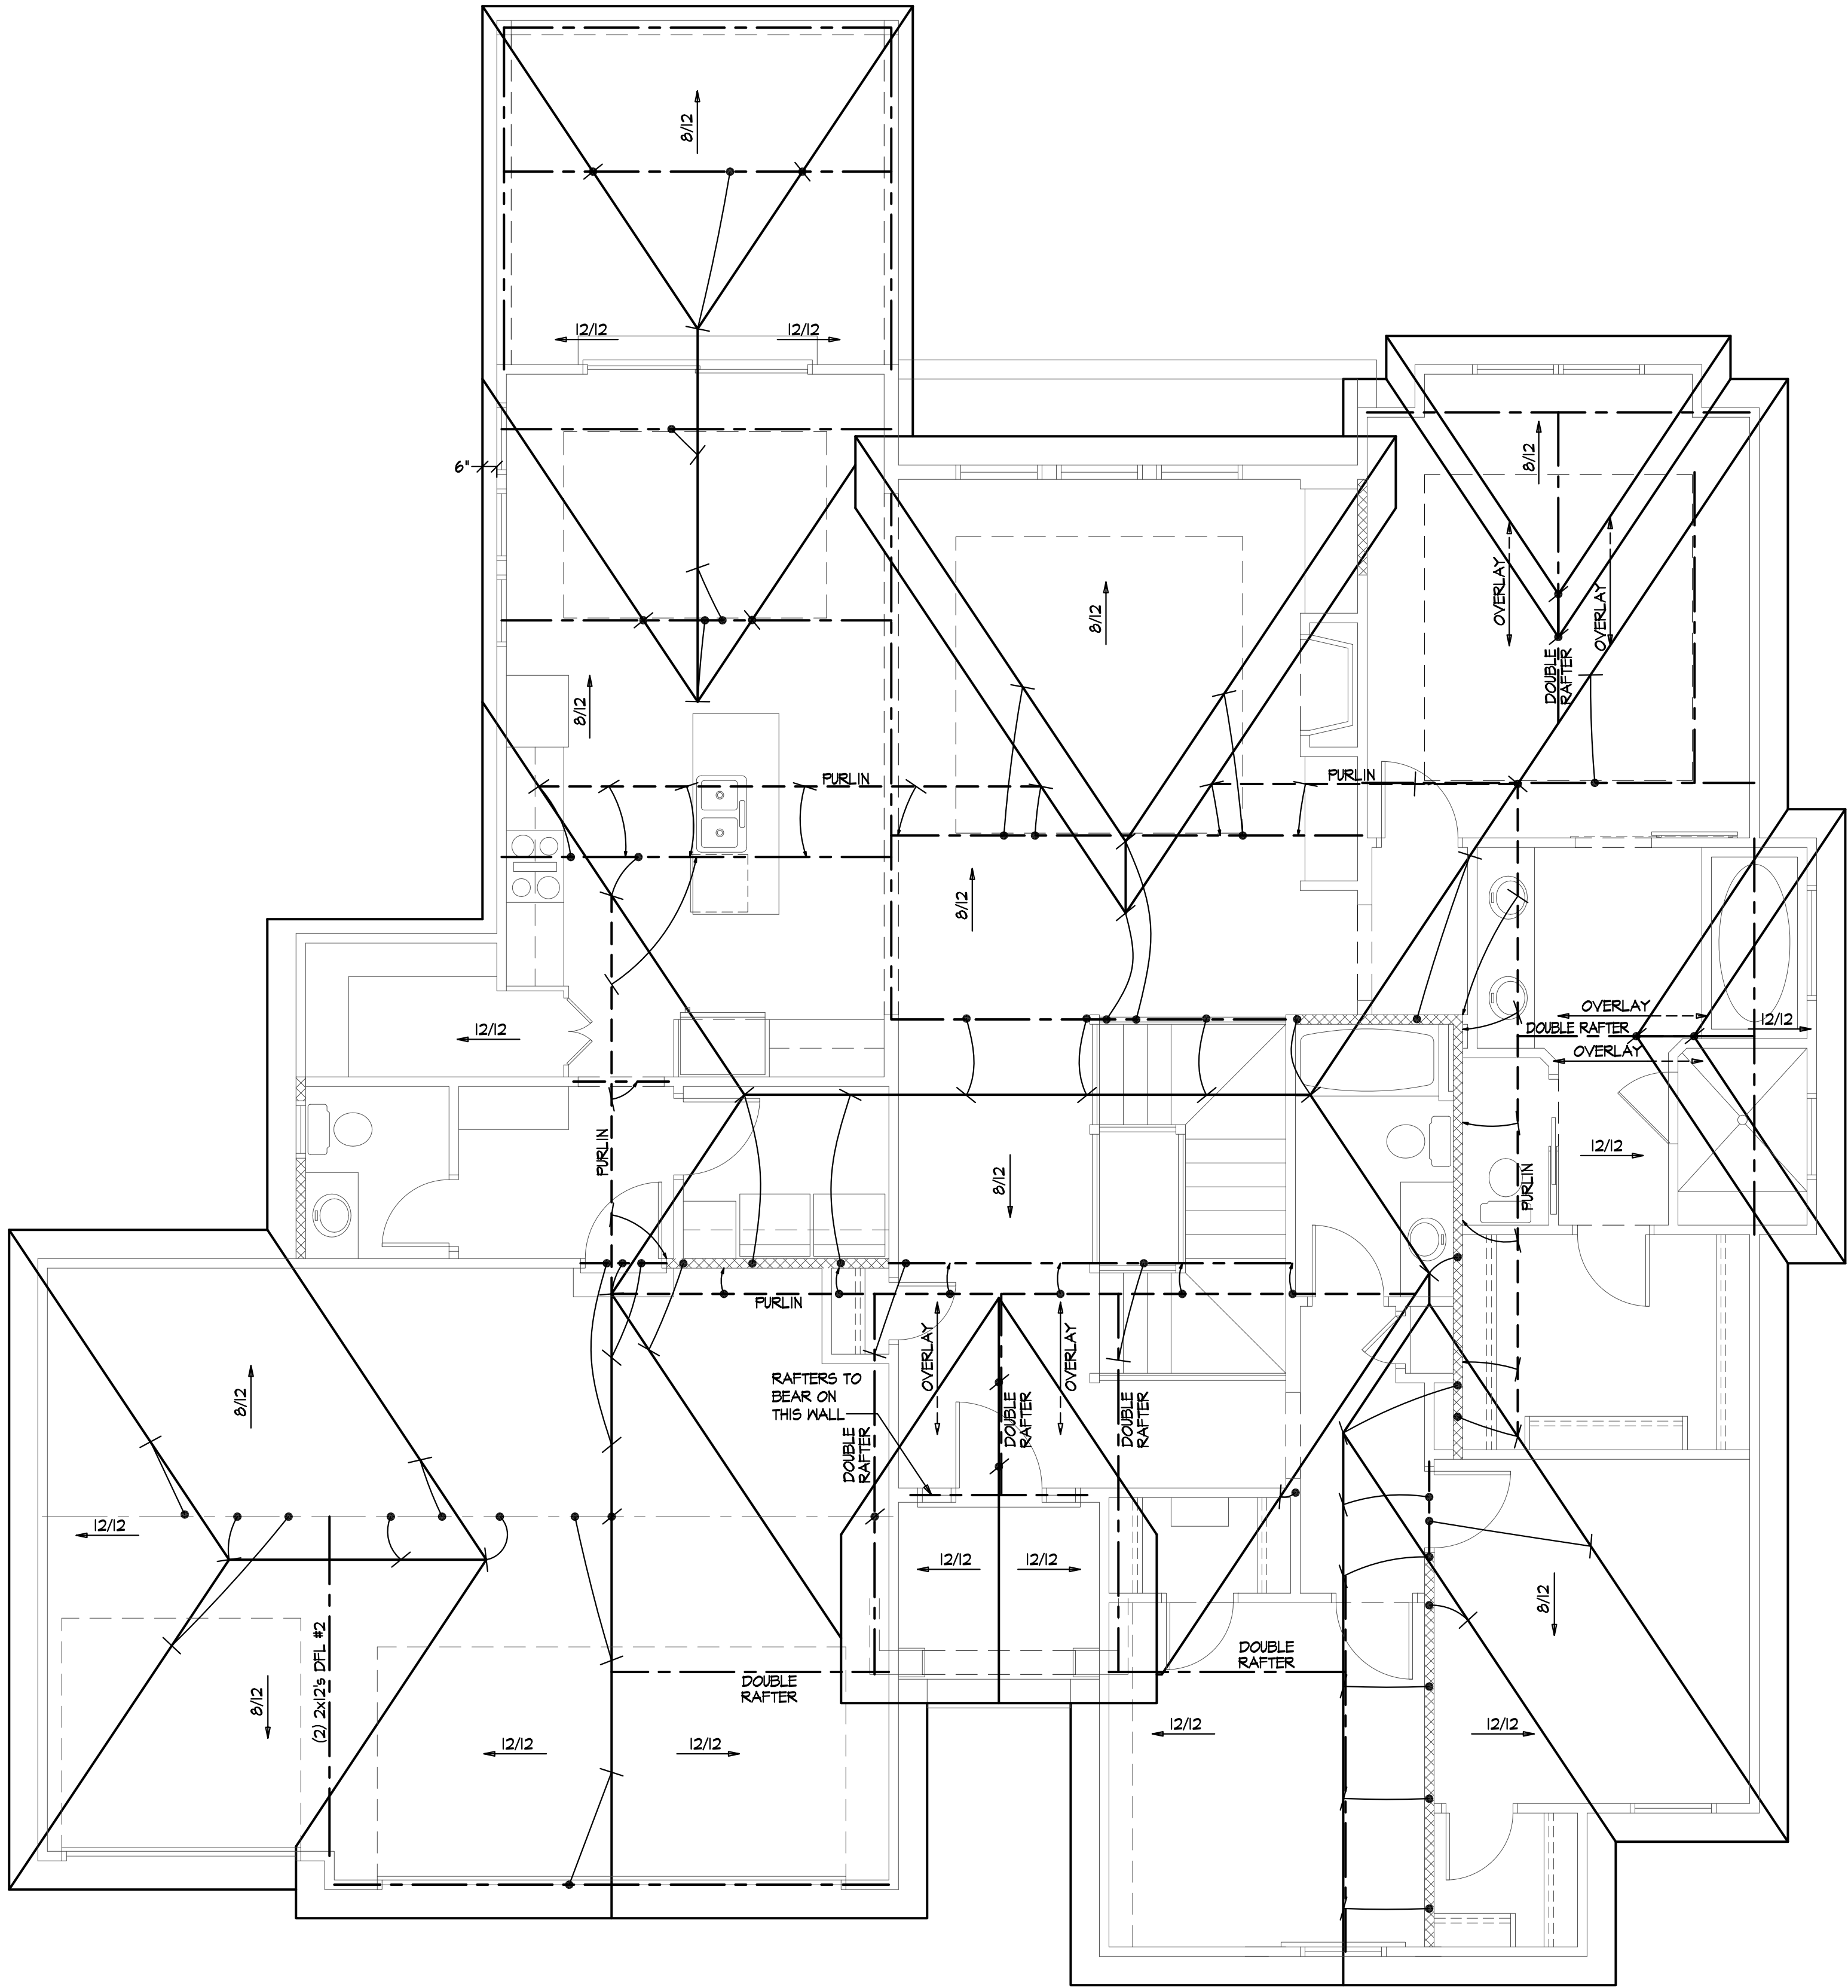 8/12
12/12
12/12
6"
8/12
OVERLAY
OVERLAY
8/12
DOUBLE
RAFTER
8/12
PURLIN
PURLIN
8/12
12/12
OVERLAY
12/12
DOUBLE RAFTER
OVERLAY
PURLIN
12/12
8/12
PURLIN
PURLIN
OVERLAY
OVERLAY
8/12
RAFTERS TO
BEAR ON
THIS WALL
DOUBLE
RAFTER
DOUBLE
RAFTER
DOUBLE
RAFTER
12/12
12/12
12/12
8/12
(2) 2x12's DFL #2
8/12
DOUBLE
RAFTER
DOUBLE
RAFTER
12/12
12/12
12/12
12/12